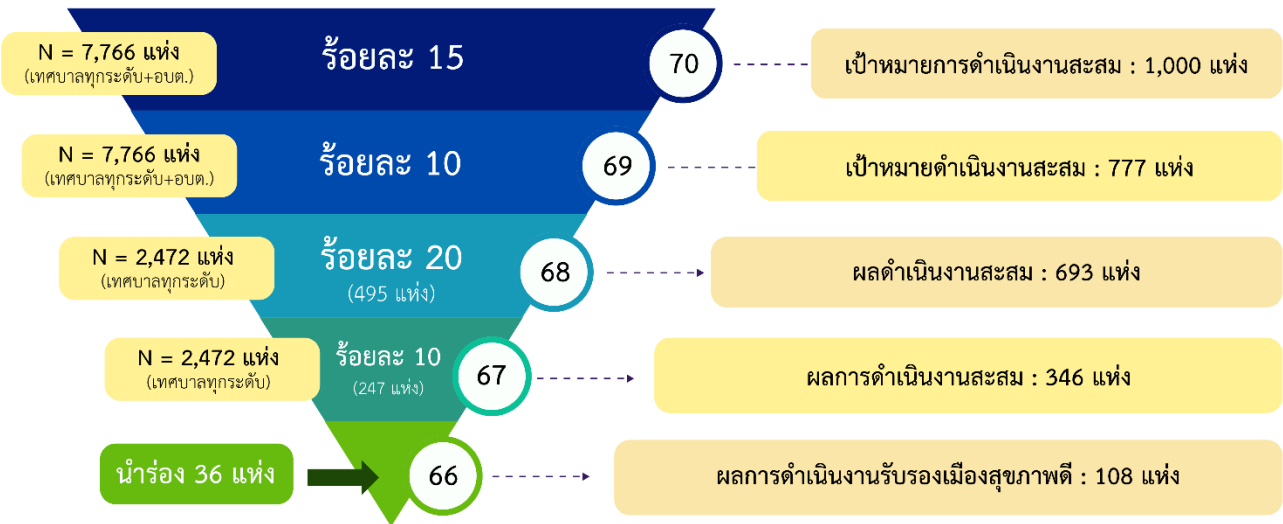 N = 7,766 แห่ง
(เทศบาลทุกระดับ+อบต.)
ร้อยละ 15
70
เป้าหมายการดำเนินงานสะสม : 1,000 แห่ง
N = 7,766 แห่ง
(เทศบาลทุกระดับ+อบต.)
ร้อยละ 10
69
เป้าหมายดำเนินงานสะสม : 777 แห่ง
N = 2,472 แห่ง
(เทศบาลทุกระดับ)
ร้อยละ 20
(495 แห่ง)
68
ผลดำเนินงานสะสม : 693 แห่ง
N = 2,472 แห่ง
(เทศบาลทุกระดับ)
ร้อยละ 10
(247 แห่ง)
67
ผลการดำเนินงานสะสม : 346 แห่ง
นำร่อง 36 แห่ง
66
ผลการดำเนินงานรับรองเมืองสุขภาพดี : 108 แห่ง